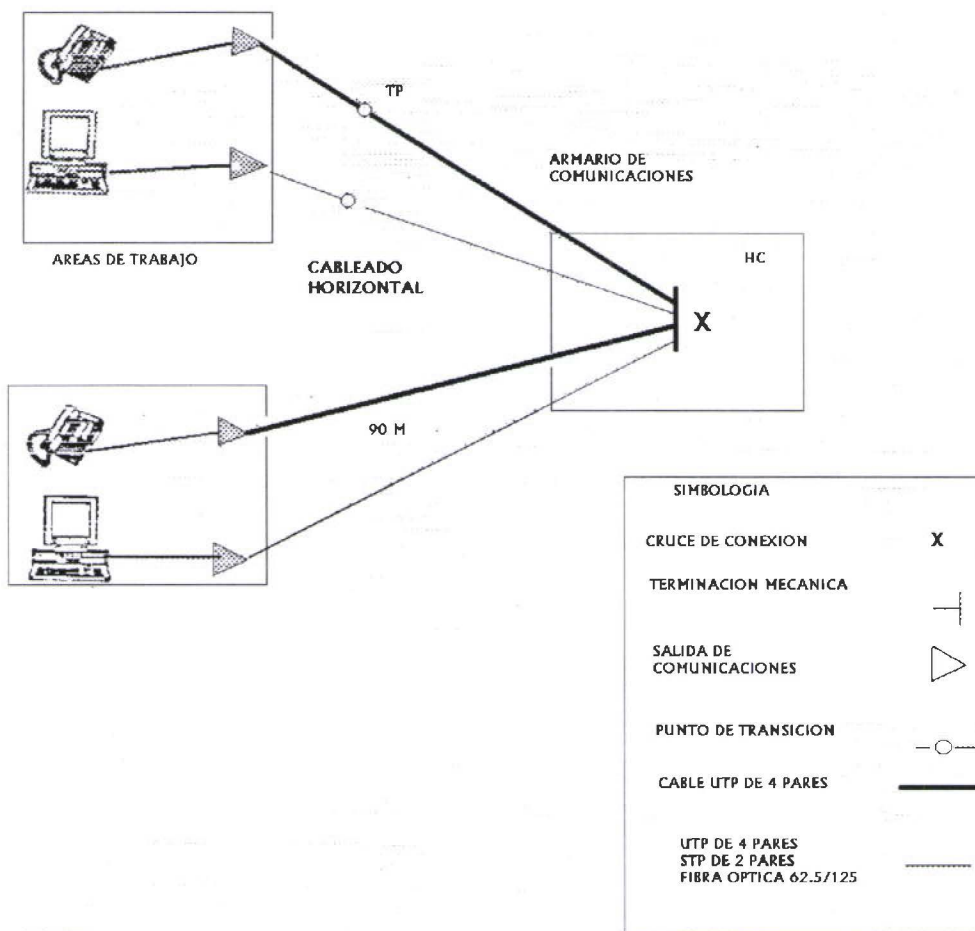 TP
ARMARIO DE
COMUNICACIONES
AREAS DE TRABAJO
CABLEADO
HORIZONTAL
HC
X
90 M
SIMBOLOGIA
CRUCE DE CONEXION X
TERMINACION MECANICA
SALIDA DE
COMUNICACIONES
PUNTO DE TRANSICION
CABLE UTP DE 4 PARES
UTP DE 4 PARES
STP DE 2 PARES
FIBRA OPTICA 62.5/125